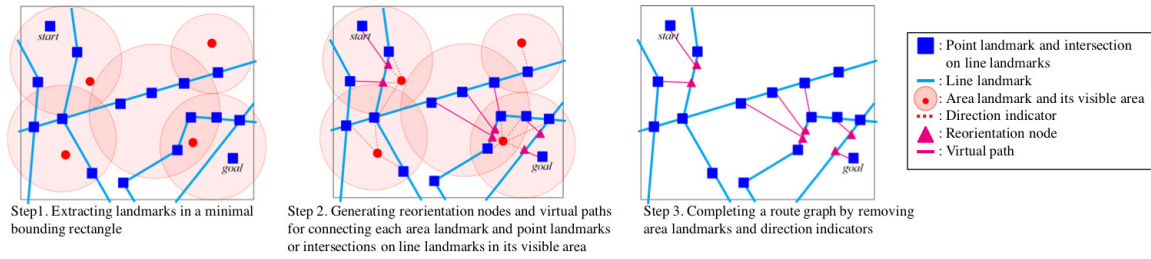 start
goal
Step1. Extracting landmarks in a minimal
bounding rectangle
start
goal
Step 2. Generating reorientation nodes and virtual paths
for connecting each area landmark and point landmarks
or intersections on line landmarks in its visible area
start
goal
Step 3. Completing a route graph by removing
area landmarks and direction indicators
: Point landmark and intersection
on line landmarks
: Line landmark
: Area landmark and its visible area
: Direction indicator
: Reorientation node
: Virtual path